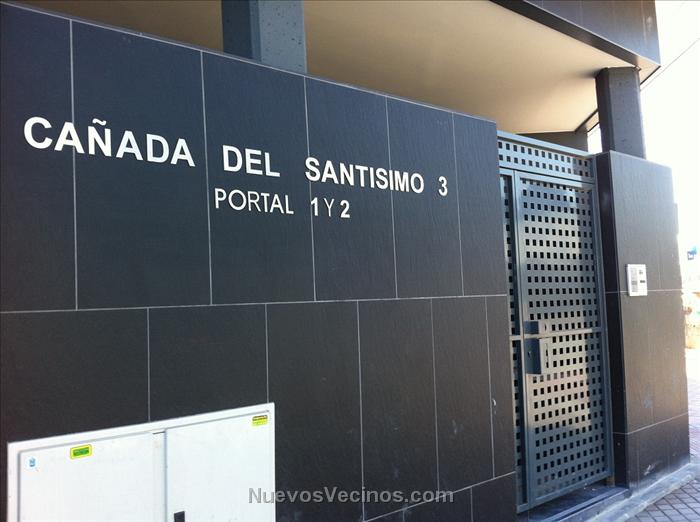 CAÑADA DEL SANTISIMO 3
PORTAL 1 Y 2
NuevosVecinos.com